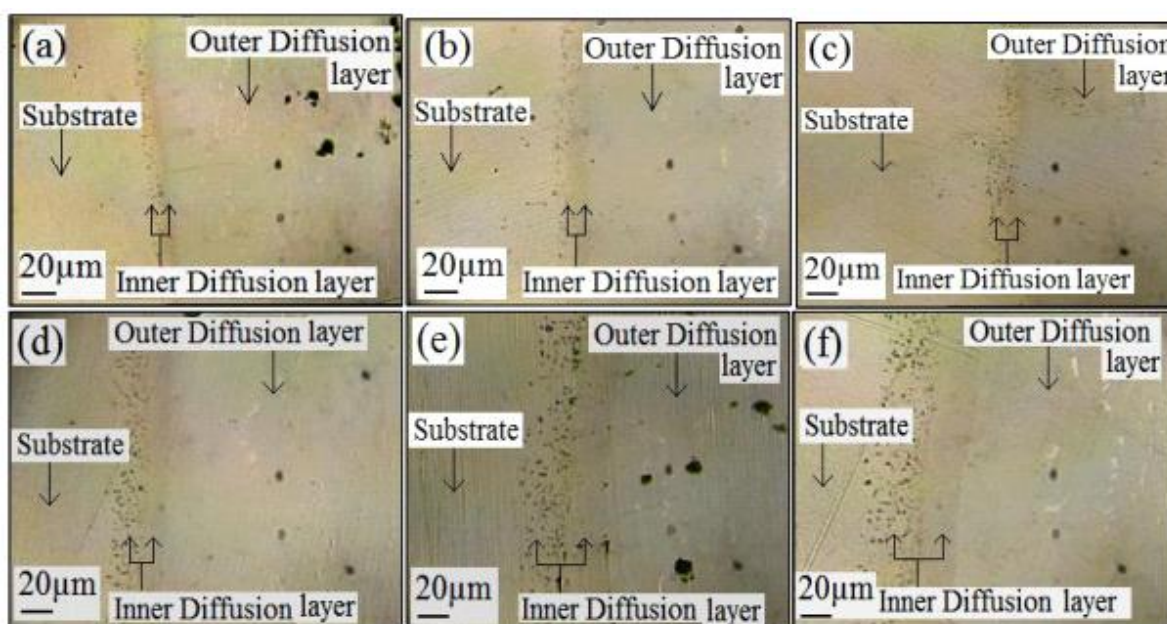 (a)
Outer Diffusion
layer
Substrate
20µm
Inner Diffusion layer
(b)
Outer Diffusion
layer
Substrate
20µm
Inner Diffusion layer
(c)
Outer Diffusion
layer
Substrate
20µm
Inner Diffusion layer
(d)
Outer Diffusion layer
Substrate
20µm
Inner Diffusion layer
(e)
Outer Diffusion
layer
Substrate
20µm
Inner Diffusion layer
(f)
Outer Diffusion
layer
Substrate
20µm
Inner Diffusion layer